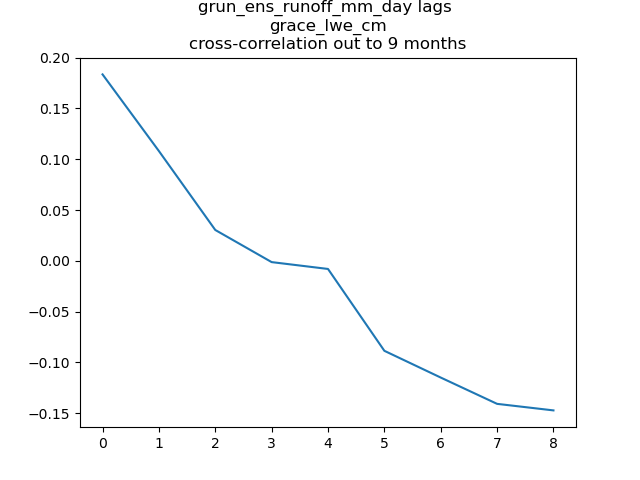 grun_ens_runoff_mm_day lags
grace_lwe_cm
cross-correlation out to 9 months
0.20
0.15
0.10
0.05
0.00
−0.05
−0.10
−0.15
0 1 2 3 4 5 6 7 8